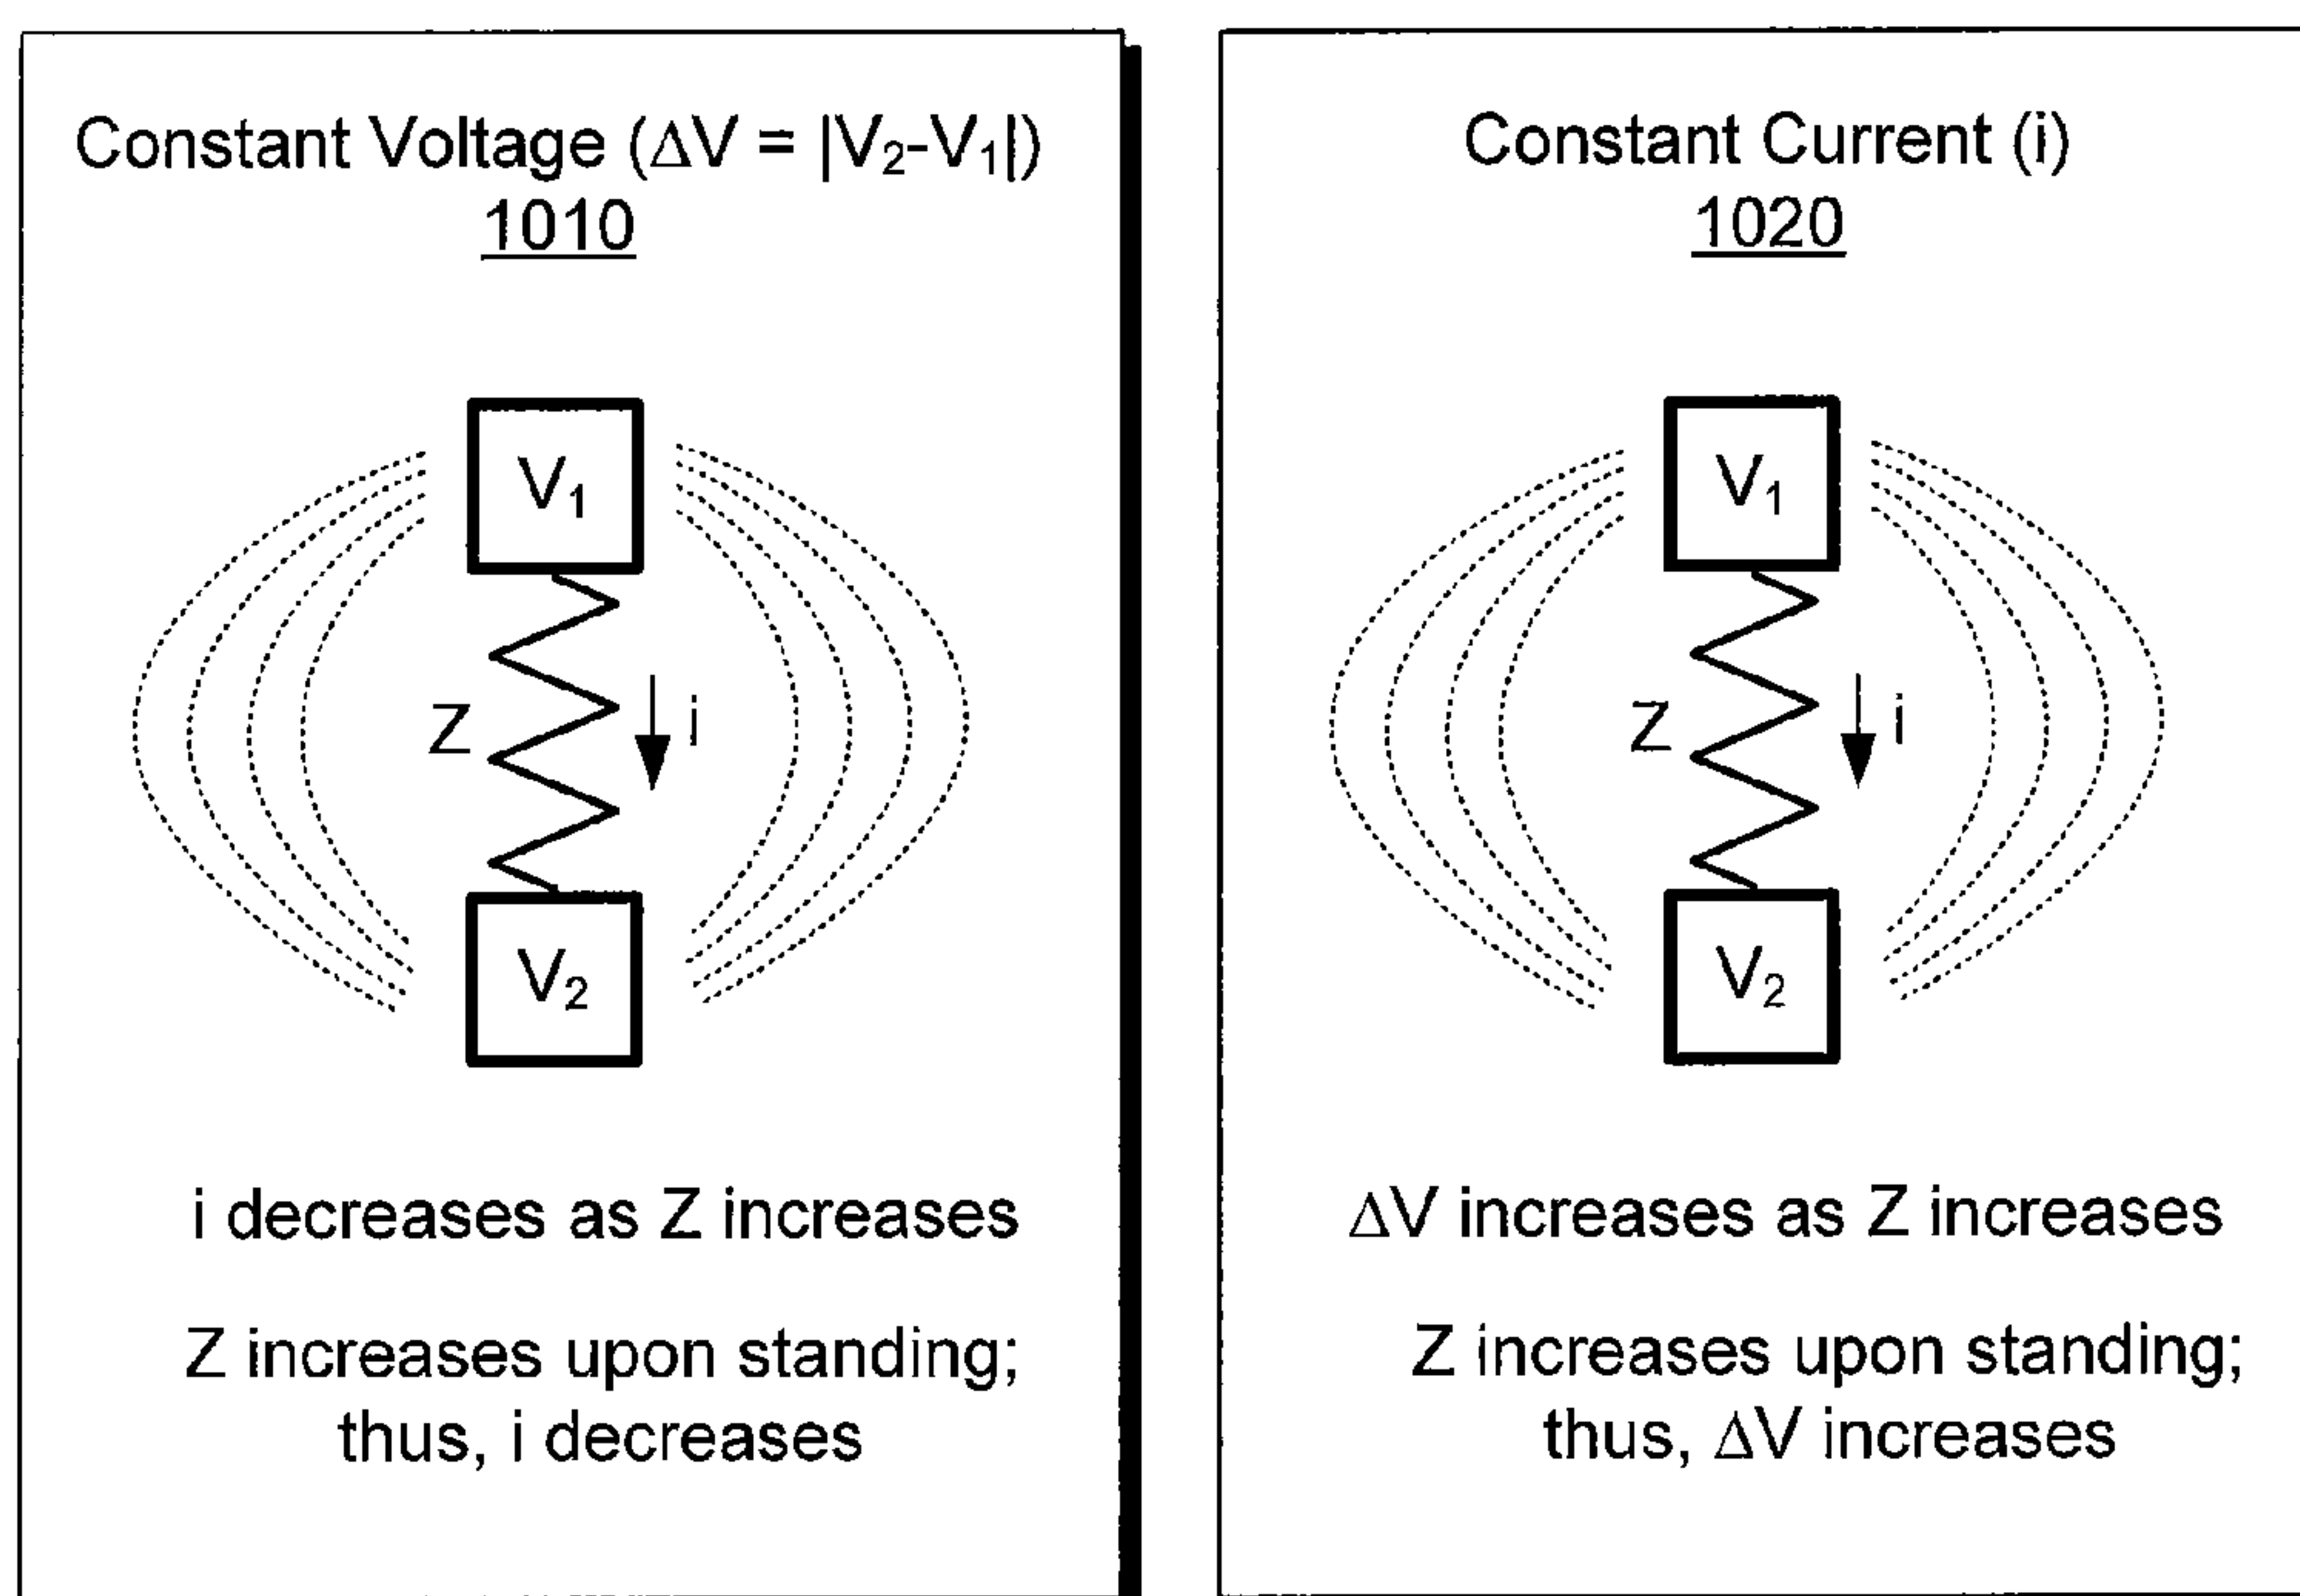 Constant Voltage (ΔV = |V₂-V₁|)
1010
V₁
Z
i
V₂
i decreases as Z increases
Z increases upon standing;
thus, i decreases
Constant Current (i)
1020
V₁
Z
i
V₂
ΔV increases as Z increases
Z increases upon standing;
thus, ΔV increases